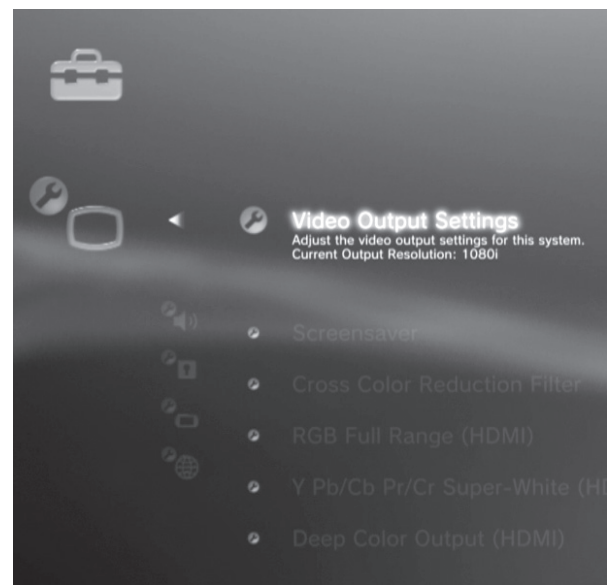 Video Output Settings
Adjust the video output settings for this system.
Current Output Resolution: 1080i
Screensaver
Cross Color Reduction Filter
RGB Full Range (HDMI)
Y Pb/Cb Pr/Cr Super-White (HD
Deep Color Output (HDMI)